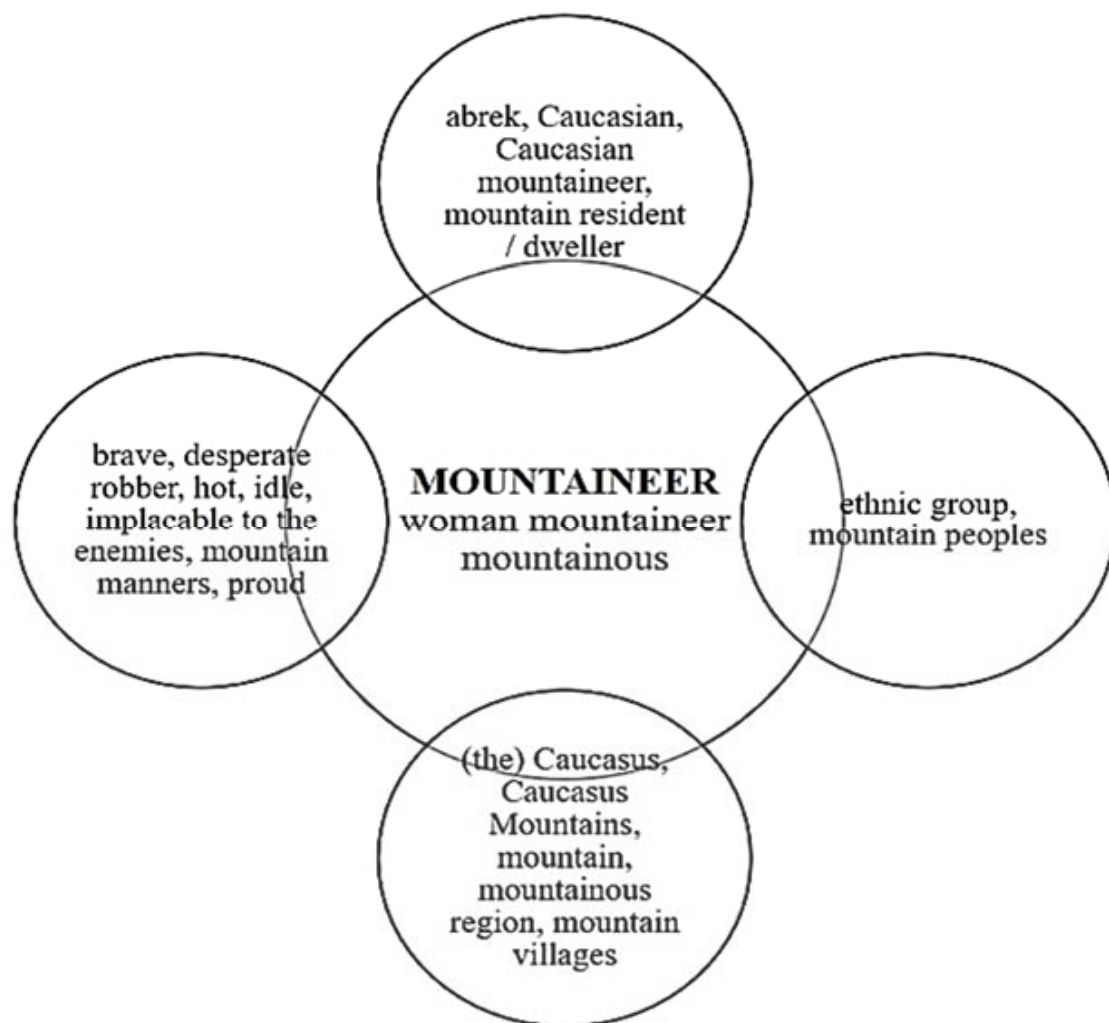 abrek, Caucasian,
Caucasian
mountaineer,
mountain resident
/ dweller
brave, desperate
robber, hot, idle,
implacable to the
enemies, mountain
manners, proud
MOUNTAINEER
woman mountaineer
mountainous
ethnic group,
mountain peoples
(the) Caucasus,
Caucasus
Mountains,
mountain,
mountainous
region, mountain
villages